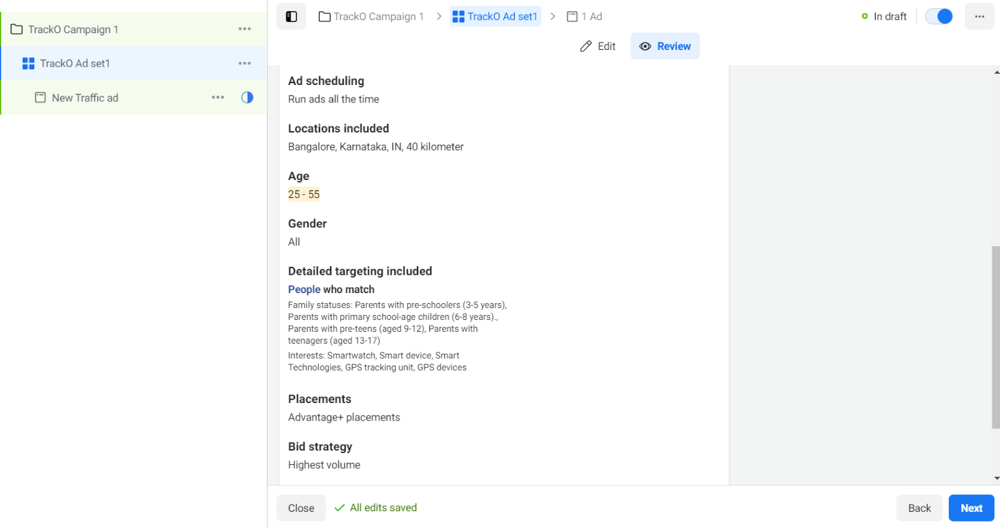 TrackO Campaign 1
TrackO Ad set1
New Traffic ad
TrackO Campaign 1 > TrackO Ad set1 > 1 Ad
In draft
Edit
Review
Ad scheduling
Run ads all the time
Locations included
Bangalore, Karnataka, IN, 40 kilometer
Age
25 - 55
Gender
All
Detailed targeting included
People who match
Family statuses: Parents with pre-schoolers (3-5 years),
Parents with primary school-age children (6-8 years).,
Parents with pre-teens (aged 9-12), Parents with
teenagers (aged 13-17)
Interests: Smartwatch, Smart device, Smart
Technologies, GPS tracking unit, GPS devices
Placements
Advantage+ placements
Bid strategy
Highest volume
Close
All edits saved
Back
Next